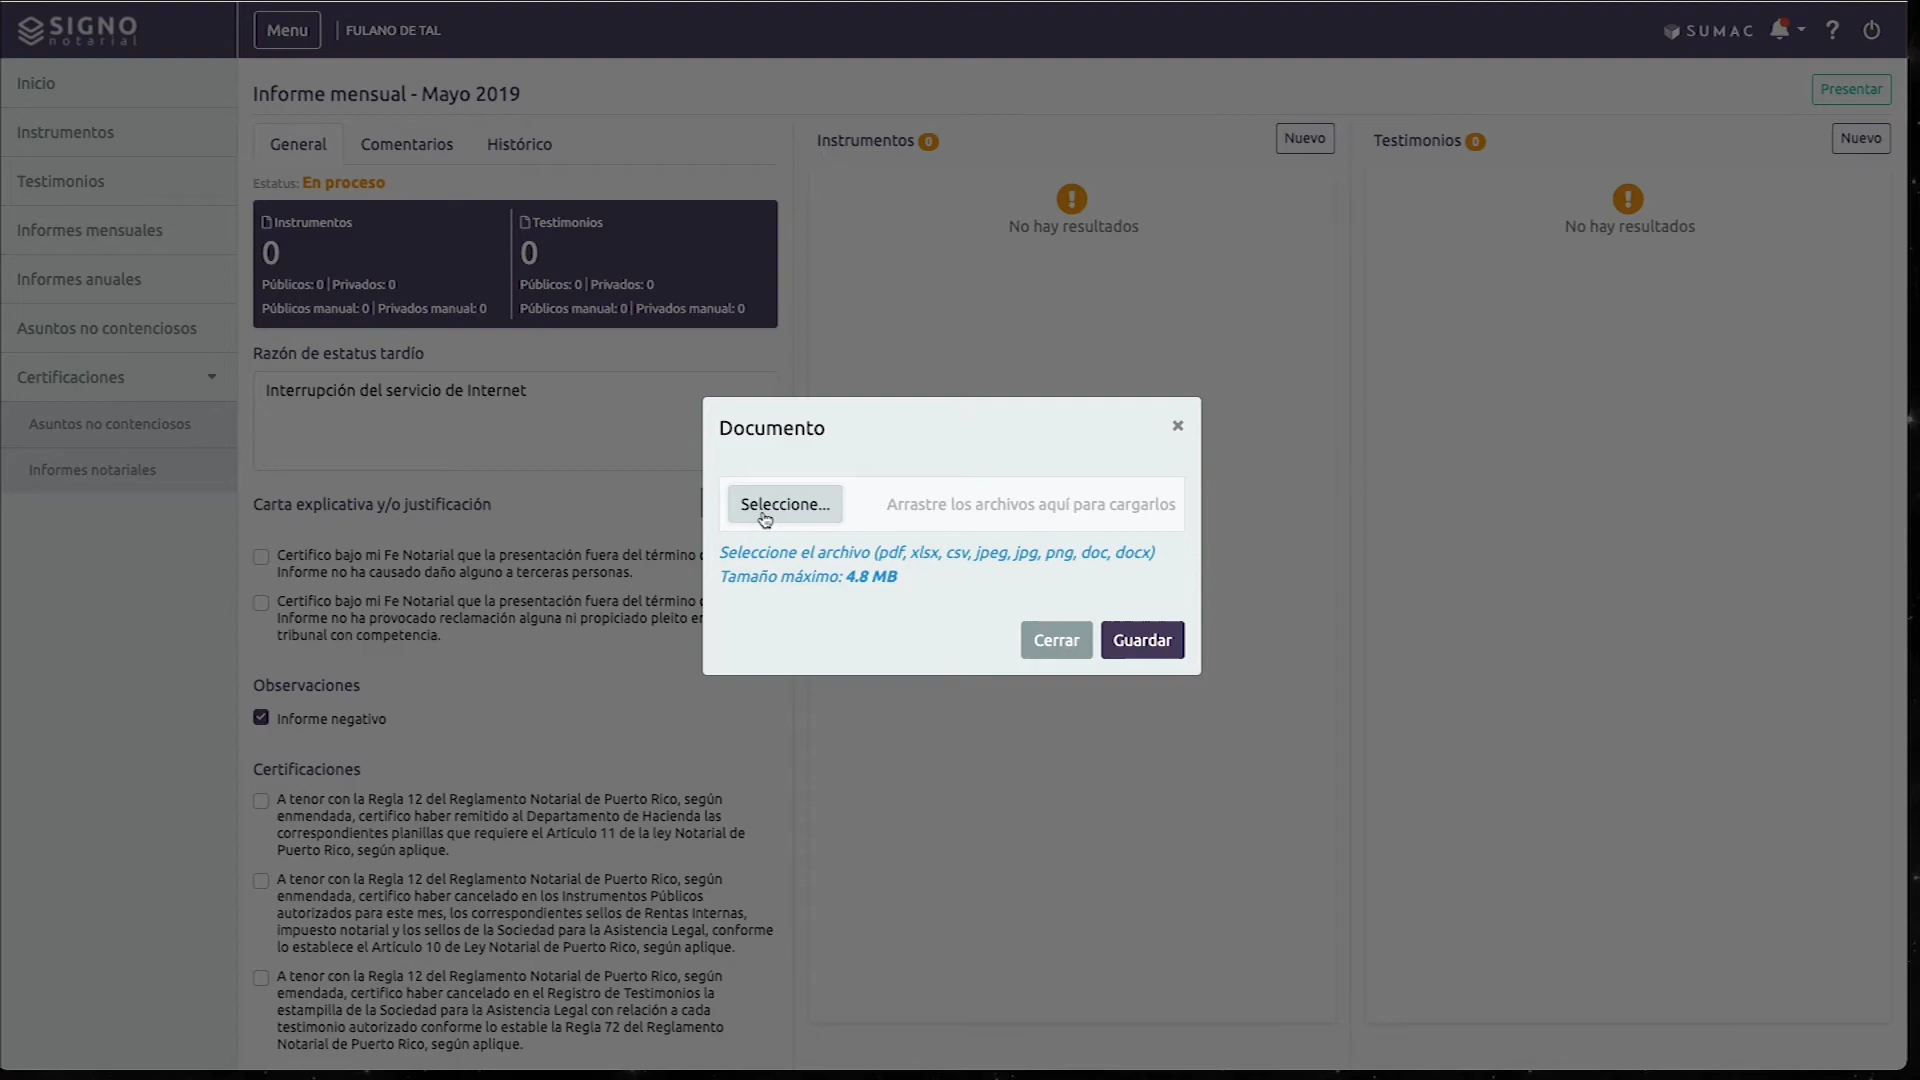 SIGNO
notarial
Menu
FULANO DE TAL
SUMAC
Inicio
Instrumentos
Testimonios
Informes mensuales
Informes anuales
Asuntos no contenciosos
Certificaciones
Asuntos no contenciosos
Informes notariales
Informe mensual - Mayo 2019
Presentar
General
Comentarios
Histórico
Estatus: En proceso
Instrumentos
0
Públicos: 0 | Privados: 0
Públicos manual: 0 | Privados manual: 0
Testimonios
0
Públicos: 0 | Privados: 0
Públicos manual: 0 | Privados manual: 0
Razón de estatus tardío
Interrupción del servicio de Internet
Carta explicativa y/o justificación
Certifico bajo mi Fe Notarial que la presentación fuera del término
Informe no ha causado daño alguno a terceras personas.
Certifico bajo mi Fe Notarial que la presentación fuera del término
Informe no ha provocado reclamación alguna ni propiciado pleito
tribunal con competencia.
Observaciones
Informe negativo
Certificaciones
A tenor con la Regla 12 del Reglamento Notarial de Puerto Rico, según
enmendada, certifico haber remitido al Departamento de Hacienda las
correspondientes planillas que requiere el Artículo 11 de la ley Notarial de
Puerto Rico, según aplique.
A tenor con la Regla 12 del Reglamento Notarial de Puerto Rico, según
enmendada, certifico haber cancelado en los Instrumentos Públicos
autorizados para este mes, los correspondientes sellos de Rentas Internas,
impuesto notarial y los sellos de la Sociedad para la Asistencia Legal, conforme
lo establece el Artículo 10 de Ley Notarial de Puerto Rico, según aplique.
A tenor con la Regla 12 del Reglamento Notarial de Puerto Rico, según
emendada, certifico haber cancelado en el Registro de Testimonios la
estampilla de la Sociedad para la Asistencia Legal con relación a cada
testimonio autorizado conforme lo estable la Regla 72 del Reglamento
Notarial de Puerto Rico, según aplique.
Instrumentos 0
Nuevo
No hay resultados
Testimonios 0
Nuevo
No hay resultados
Documento
Seleccione...
Arrastre los archivos aquí para cargarlos
Seleccione el archivo (pdf, xlsx, csv, jpeg, jpg, png, doc, docx)
Tamaño máximo: 4.8 MB
Cerrar
Guardar